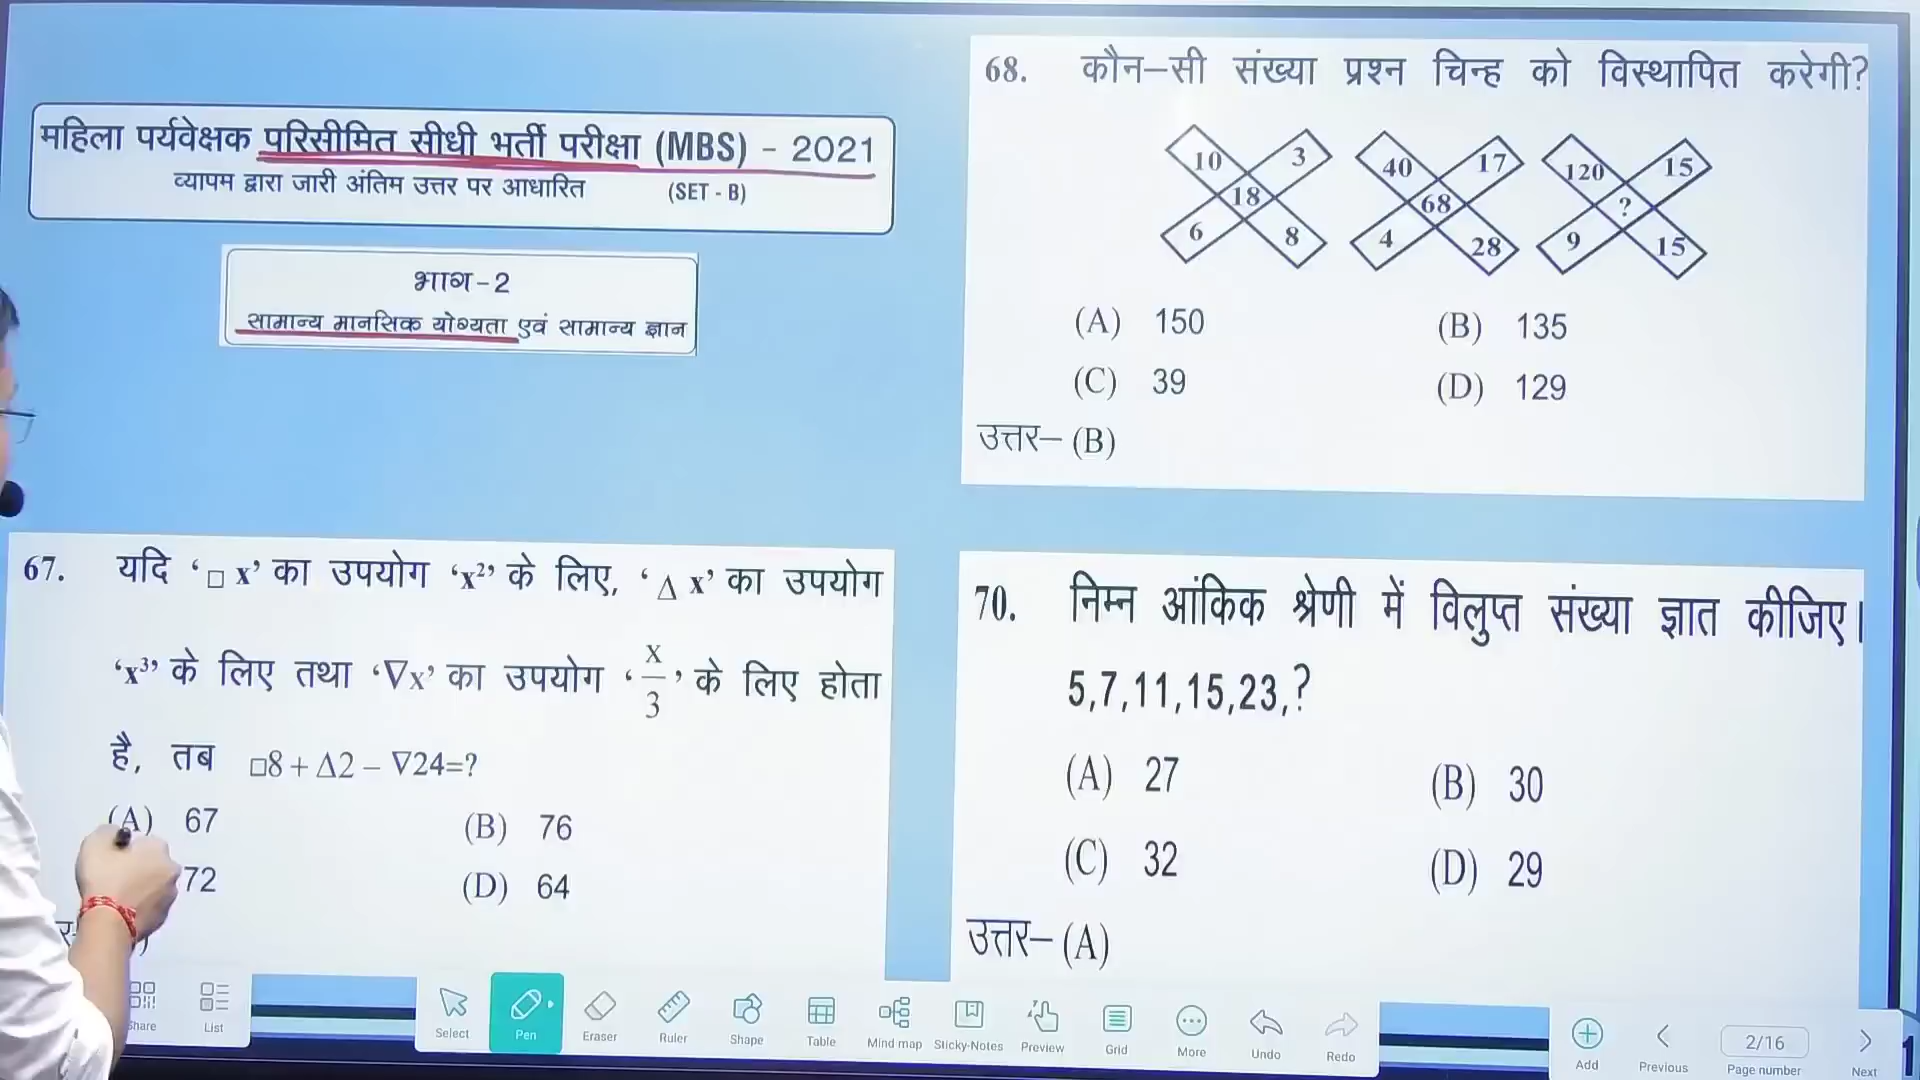 महिला पर्यवेक्षक परिसीमित सीधी भर्ती परीक्षा (MBS) - 2021
व्यापम द्वारा जारी अंतिम उत्तर पर आधारित (SET - B)
भाग-2
सामान्य मानसिक योग्यता एवं सामान्य ज्ञान
67. यदि ‘□ x’ का उपयोग ‘x²’ के लिए, ‘Δ x’ का उपयोग
‘x³’ के लिए तथा ‘∇x’ का उपयोग ‘x/3’ के लिए होता
है, तब □8 + Δ2 – ∇24=?
(A) 67 (B) 76
72 (D) 64
68. कौन–सी संख्या प्रश्न चिन्ह को विस्थापित करेगी?
10 3 40 17 120 15
18 68 ?
6 8 4 28 9 15
(A) 150 (B) 135
(C) 39 (D) 129
उत्तर– (B)
70. निम्न आंकिक श्रेणी में विलुप्त संख्या ज्ञात कीजिए।
5,7,11,15,23,?
(A) 27 (B) 30
(C) 32 (D) 29
उत्तर– (A)
Share List Select Pen Eraser Ruler Shape Table Mind map Sticky-Notes Preview Grid More Undo Redo Add Previous 2/16 Page number Next